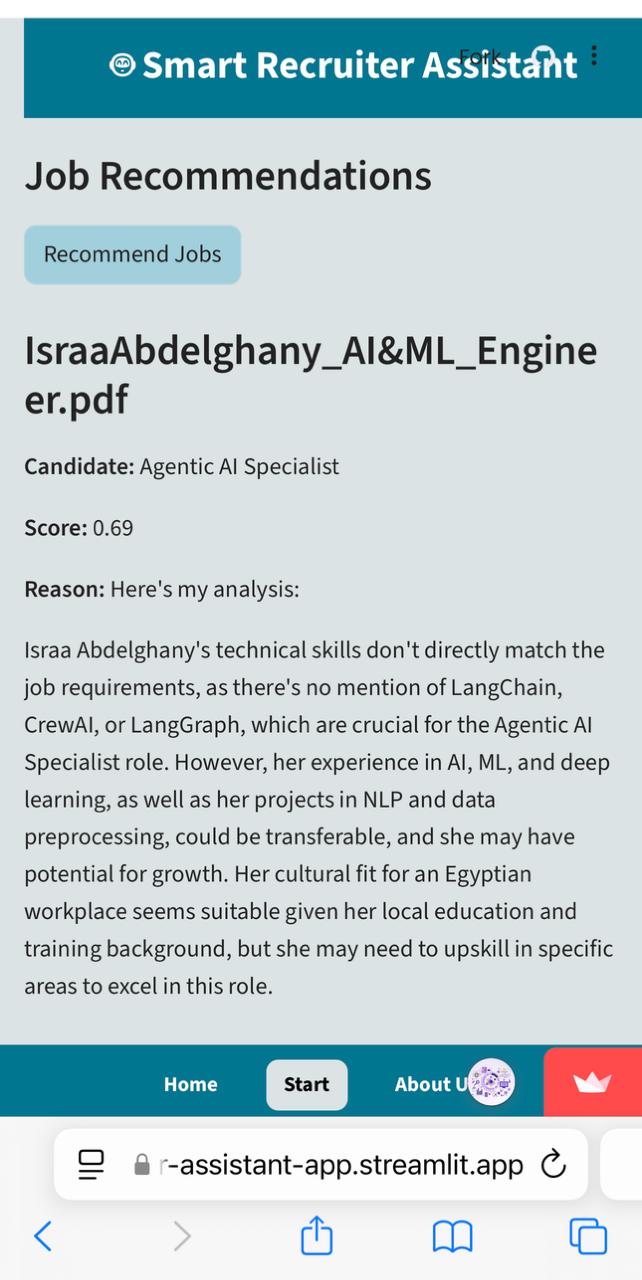 Smart Recruiter Assistant
Fork
Job Recommendations
Recommend Jobs
IsraaAbdelghany_AI&ML_Engine
er.pdf
Candidate: Agentic AI Specialist
Score: 0.69
Reason: Here's my analysis:
Israa Abdelghany's technical skills don't directly match the
job requirements, as there's no mention of LangChain,
CrewAI, or LangGraph, which are crucial for the Agentic AI
Specialist role. However, her experience in AI, ML, and deep
learning, as well as her projects in NLP and data
preprocessing, could be transferable, and she may have
potential for growth. Her cultural fit for an Egyptian
workplace seems suitable given her local education and
training background, but she may need to upskill in specific
areas to excel in this role.
Home Start About U
r-assistant-app.streamlit.app